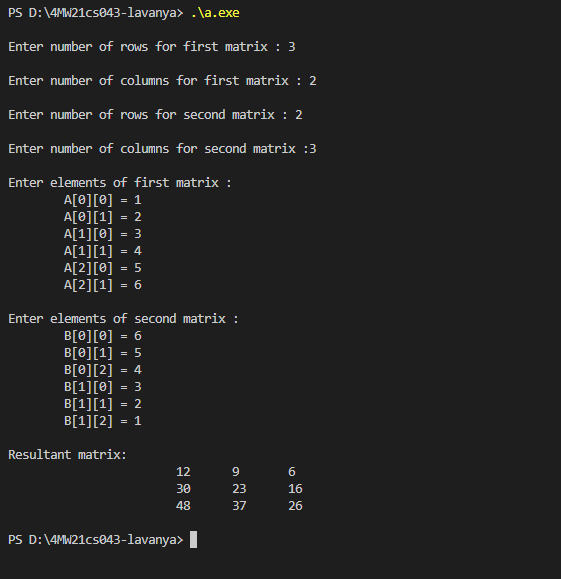 PS D:\4MW21cs043-lavanya> .\a.exe
Enter number of rows for first matrix : 3
Enter number of columns for first matrix : 2
Enter number of rows for second matrix : 2
Enter number of columns for second matrix :3
Enter elements of first matrix :
A[0][0] = 1
A[0][1] = 2
A[1][0] = 3
A[1][1] = 4
A[2][0] = 5
A[2][1] = 6
Enter elements of second matrix :
B[0][0] = 6
B[0][1] = 5
B[0][2] = 4
B[1][0] = 3
B[1][1] = 2
B[1][2] = 1
Resultant matrix:
12 9 6
30 23 16
48 37 26
PS D:\4MW21cs043-lavanya>